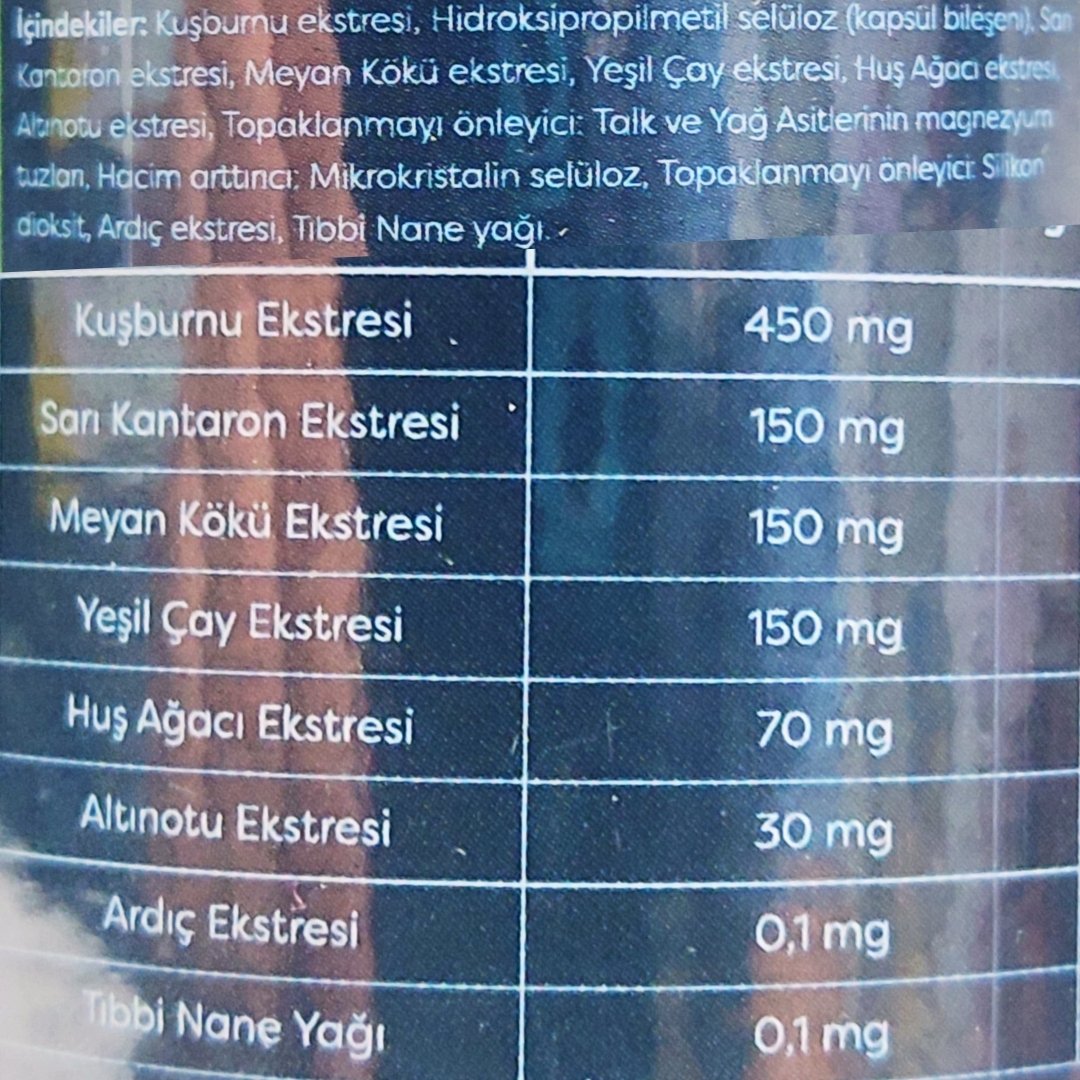 İçindekiler: Kuşburnu ekstresi, Hidroksipropilmetil selüloz (kapsül bileşeni), Sarı
Kantaron ekstresi, Meyan Kökü ekstresi, Yeşil Çay ekstresi, Huş Ağacı ekstresi,
Altınotu ekstresi, Topaklanmayı önleyici: Talk ve Yağ Asitlerinin magnezyum
tuzları, Hacim arttırıcı: Mikrokristalin selüloz, Topaklanmayı önleyici: Silikon
dioksit, Ardıç ekstresi, Tıbbi Nane yağı.
Kuşburnu Ekstresi 450 mg
Sarı Kantaron Ekstresi 150 mg
Meyan Kökü Ekstresi 150 mg
Yeşil Çay Ekstresi 150 mg
Huş Ağacı Ekstresi 70 mg
Altınotu Ekstresi 30 mg
Ardıç Ekstresi 0,1 mg
Tıbbi Nane Yağı 0,1 mg